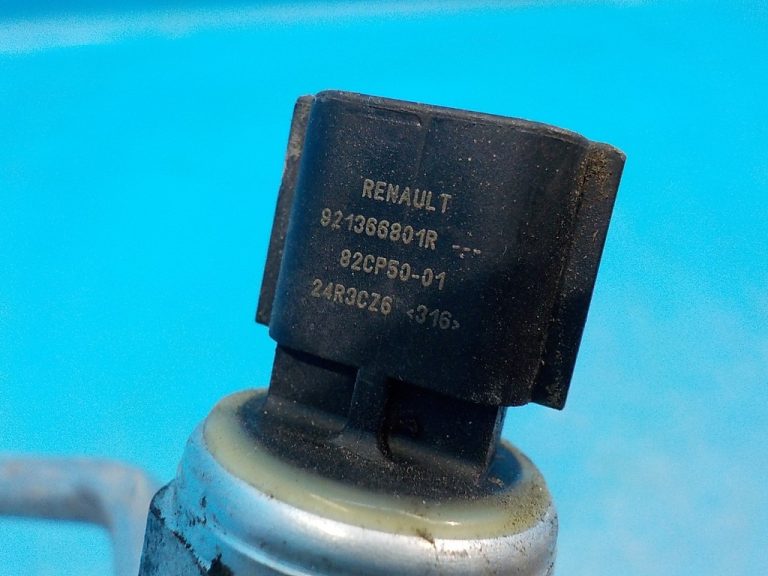 RENAULT
921366801R ---
82CP50-01
24R3CZ6 <316>